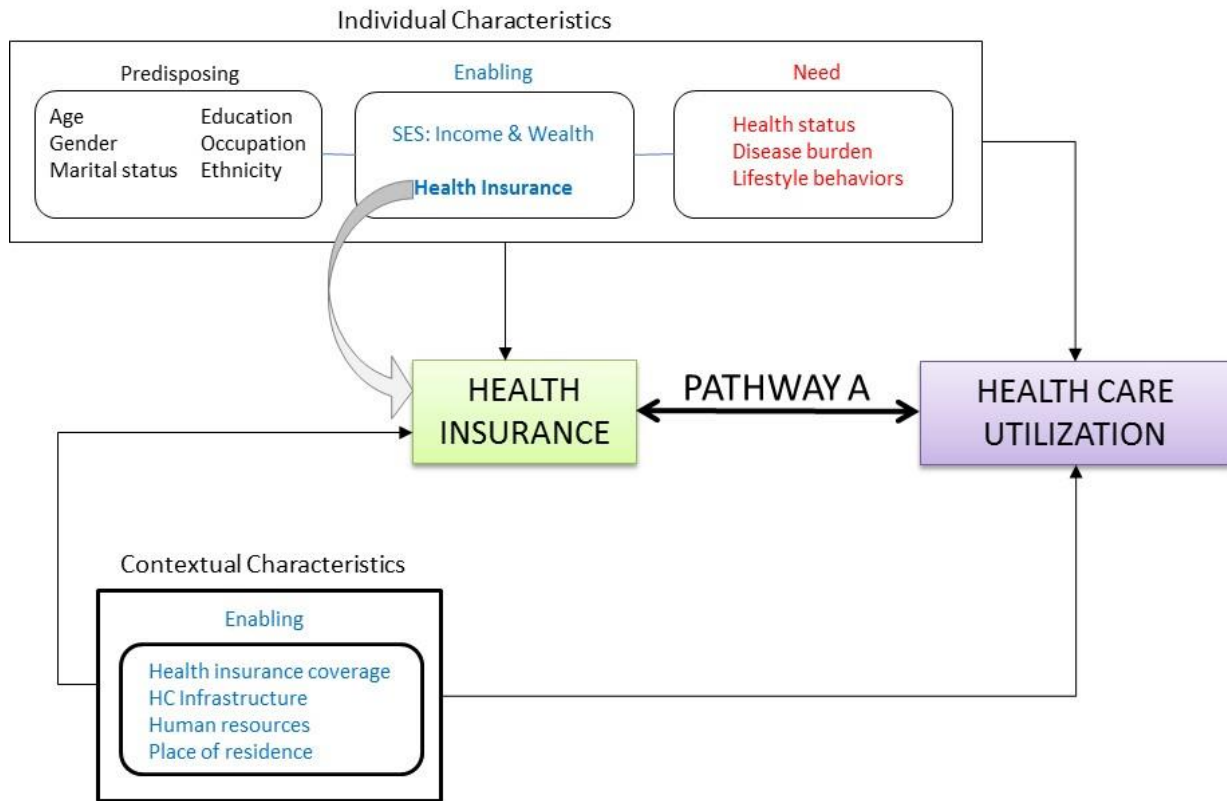 Individual Characteristics
Predisposing
Age
Gender
Marital status
Education
Occupation
Ethnicity
Enabling
SES: Income & Wealth
Health Insurance
Need
Health status
Disease burden
Lifestyle behaviors
HEALTH
INSURANCE
PATHWAY A
HEALTH CARE
UTILIZATION
Contextual Characteristics
Enabling
Health insurance coverage
HC Infrastructure
Human resources
Place of residence